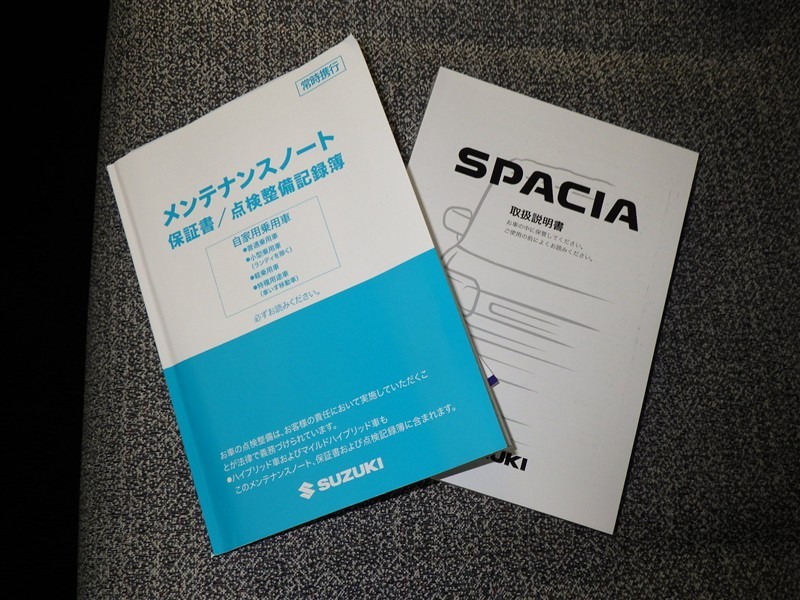 常時携行
メンテナンスノート
保証書/点検整備記録簿
自家用乗用車
●普通乗用車
●小型乗用車
(ランディを除く)
●軽乗用車
●特種用途車
(車いす移動車)
必ずお読みください。
お車の点検整備は、お客様の責任において実施していただくこ
とが法律で義務づけられています。
●ハイブリッド車およびマイルドハイブリッド車も
このメンテナンスノート、保証書および点検記録簿に含まれます。
SUZUKI
SPACIA
取扱説明書
お車の中に保管してください。
ご使用の前によくお読みください。
UKI